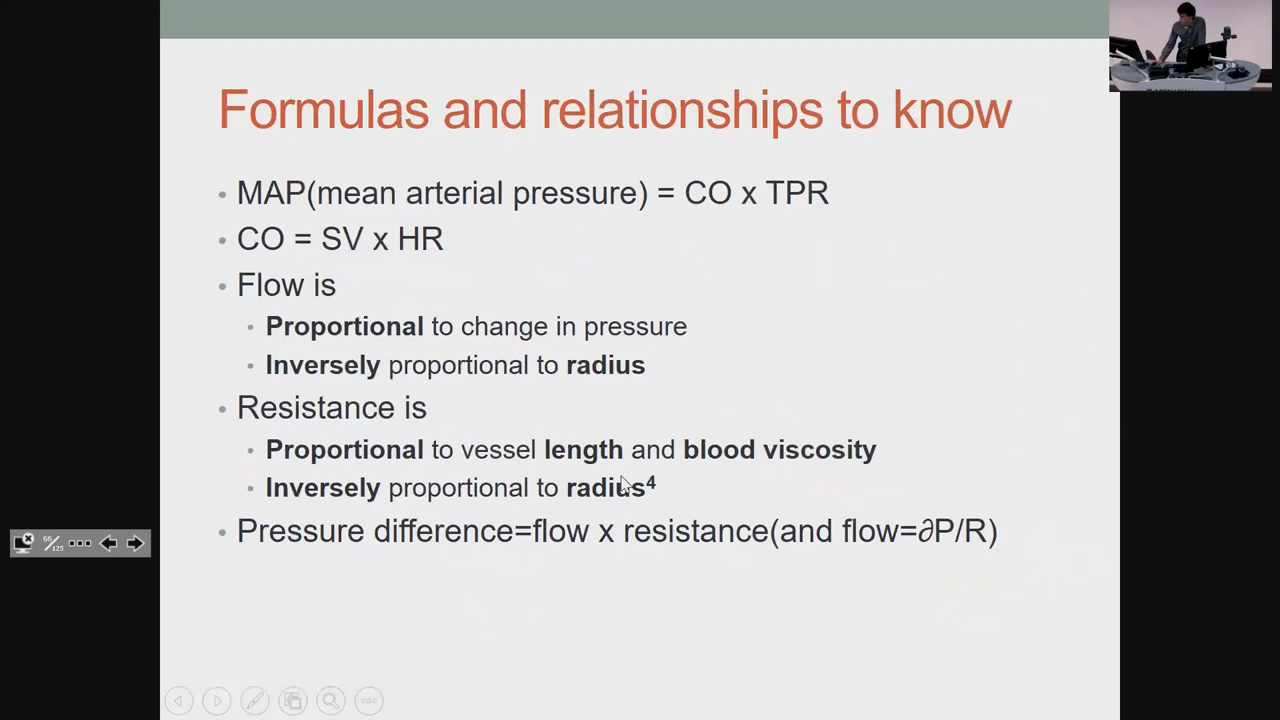 Formulas and relationships to know
• MAP(mean arterial pressure) = CO x TPR
• CO = SV x HR
• Flow is
• Proportional to change in pressure
• Inversely proportional to radius
• Resistance is
• Proportional to vessel length and blood viscosity
• Inversely proportional to radius⁴
• Pressure difference=flow x resistance(and flow=∂P/R)
66/125